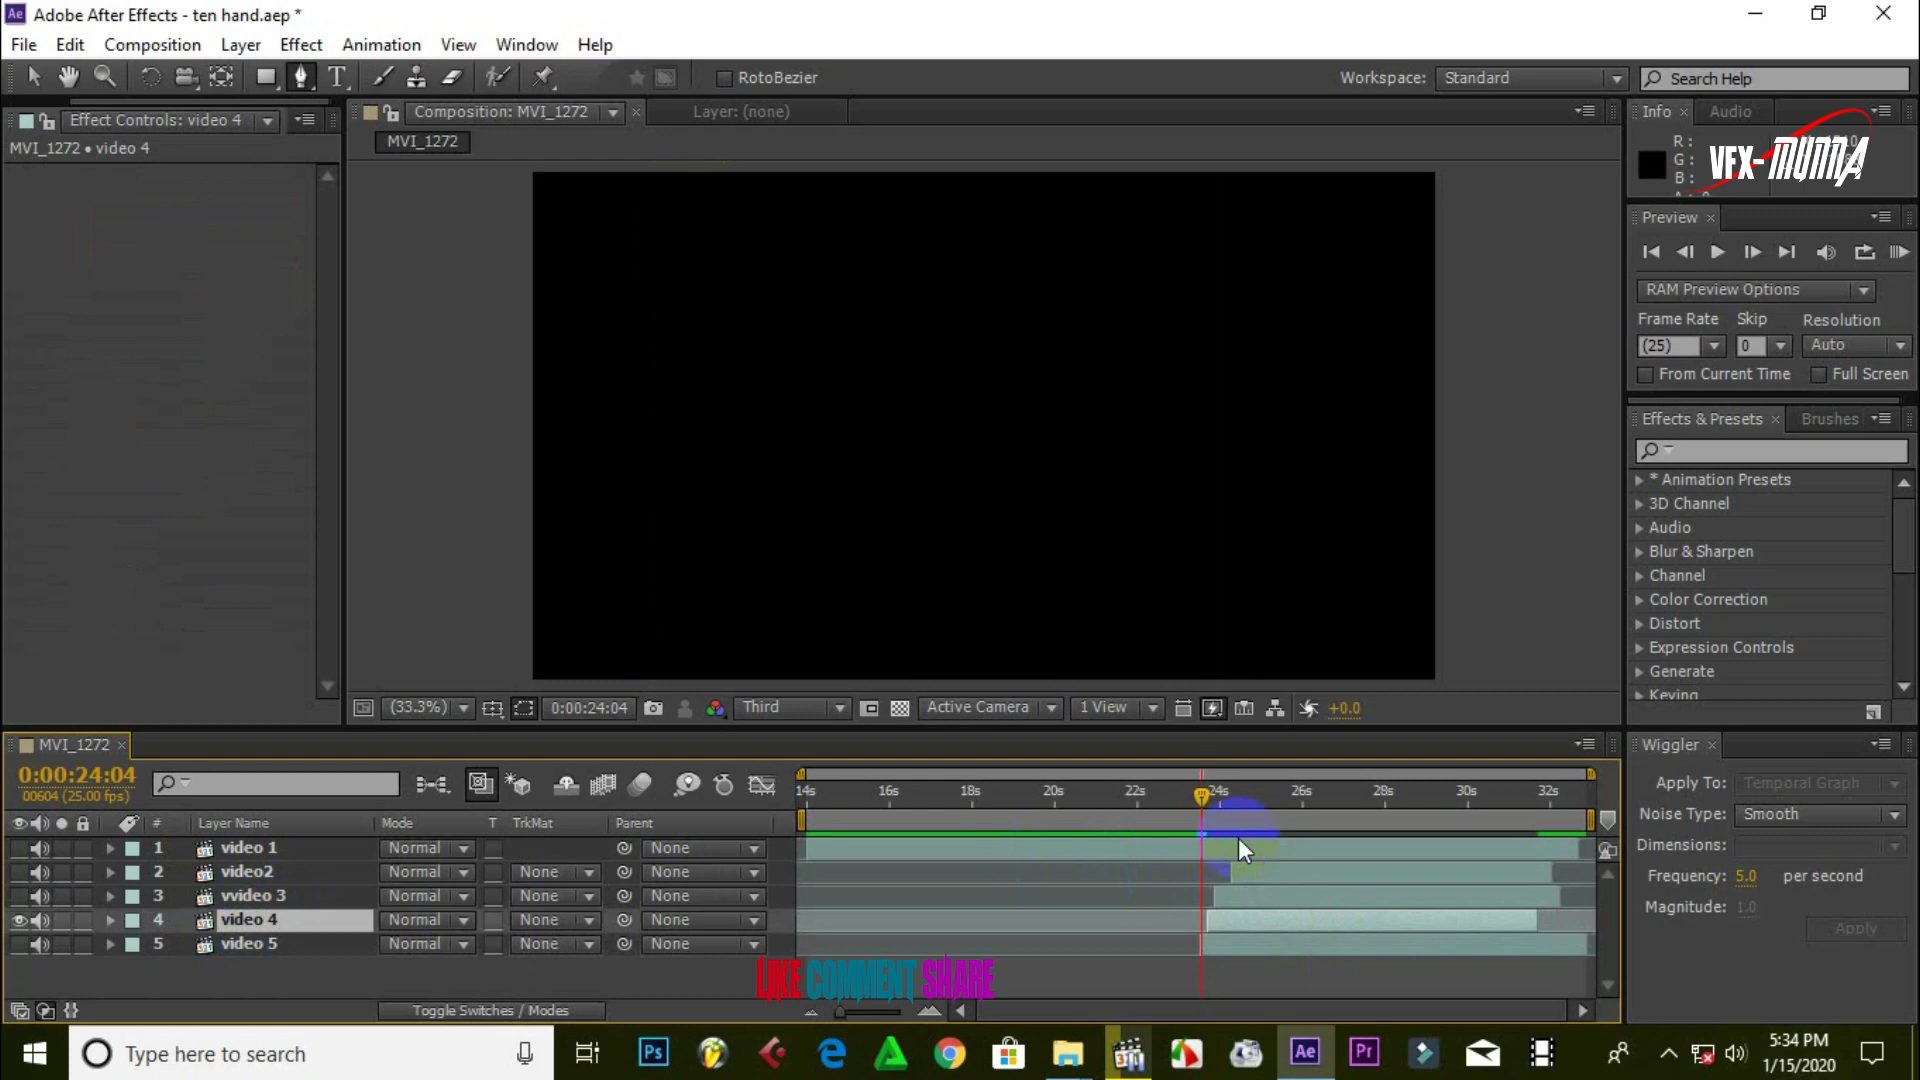 Ae Adobe After Effects - ten hand.aep *
File Edit Composition Layer Effect Animation View Window Help
T RotoBezier Workspace: Standard Search Help
Effect Controls: video 4
MVI_1272 • video 4
Composition: MVI_1272 Layer: (none)
MVI_1272
Info Audio
R :
G :
B :
VFX-MUNNA
Preview
RAM Preview Options
Frame Rate Skip Resolution
(25) 0 Auto
From Current Time Full Screen
Effects & Presets Brushes
* Animation Presets
3D Channel
Audio
Blur & Sharpen
Channel
Color Correction
Distort
Expression Controls
Generate
Keying
(33.3%) 0:00:24:04 Third Active Camera 1 View +0.0
MVI_1272
0:00:24:04
00604 (25.00 fps)
14s 16s 18s 20s 22s 24s 26s 28s 30s 32s
# Layer Name Mode T TrkMat Parent
1 video 1 Normal None
2 video2 Normal None None
3 vvideo 3 Normal None None
4 video 4 Normal None None
5 video 5 Normal None None
LIKE COMMENT SHARE
Toggle Switches / Modes
Wiggler
Apply To: Temporal Graph
Noise Type: Smooth
Dimensions:
Frequency: 5.0 per second
Magnitude: 1.0
Apply
Type here to search
Ps
Ae
Pr
5:34 PM
1/15/2020